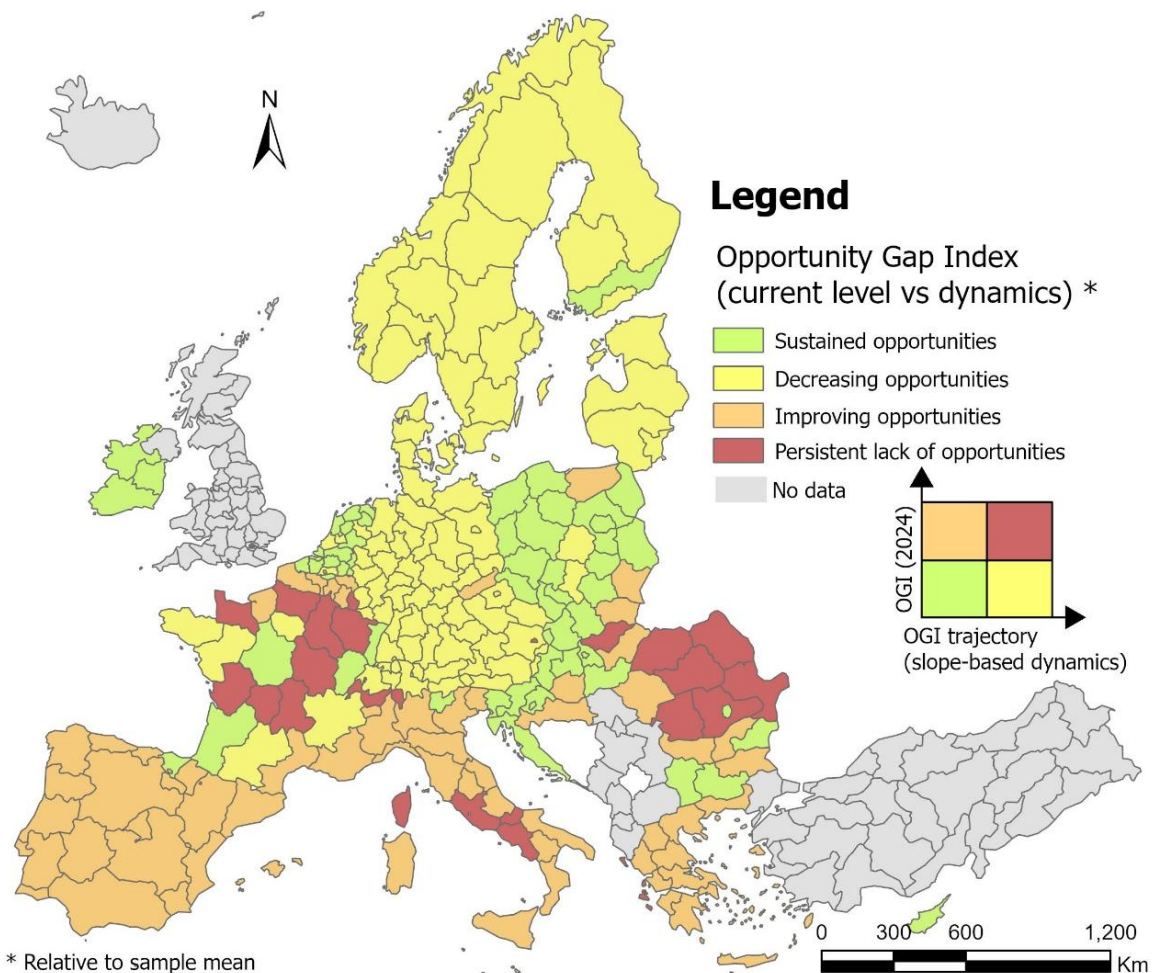 N
Legend
Opportunity Gap Index
(current level vs dynamics) *
Sustained opportunities
Decreasing opportunities
Improving opportunities
Persistent lack of opportunities
No data
OGI (2024)
OGI trajectory
(slope-based dynamics)
0 300 600 1,200
Km
* Relative to sample mean